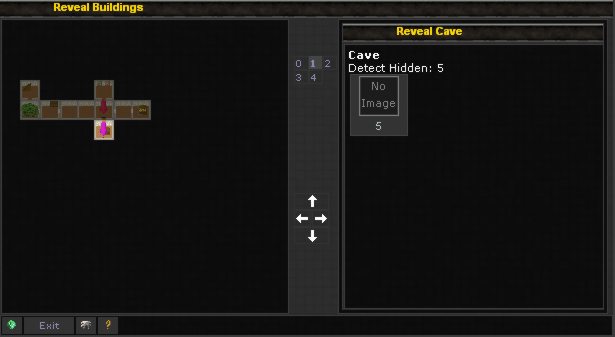 Reveal Buildings
Reveal Cave
0 1 2
3 4
Cave
Detect Hidden: 5
No
Image
5
Exit
?